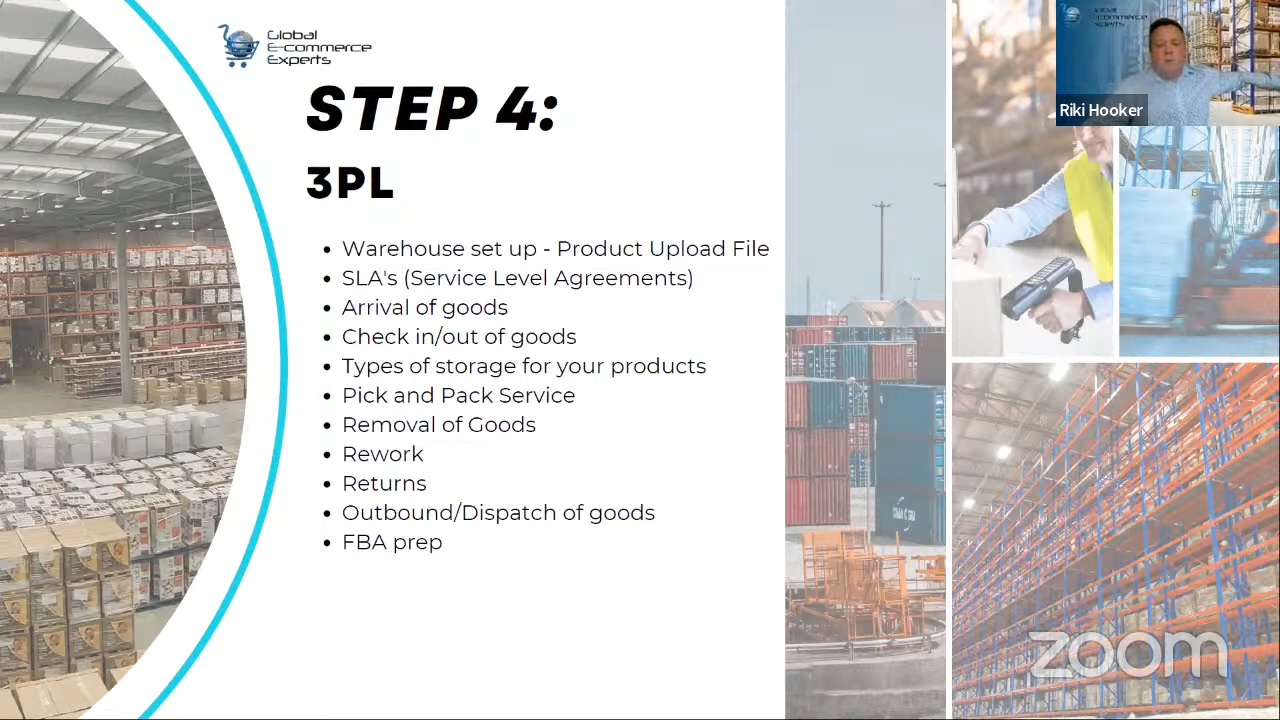 Global
E-commerce
Experts
STEP 4:
3PL
Warehouse set up - Product Upload File
SLA's (Service Level Agreements)
Arrival of goods
Check in/out of goods
Types of storage for your products
Pick and Pack Service
Removal of Goods
Rework
Returns
Outbound/Dispatch of goods
FBA prep
Riki Hooker
CMA CGM
zoom